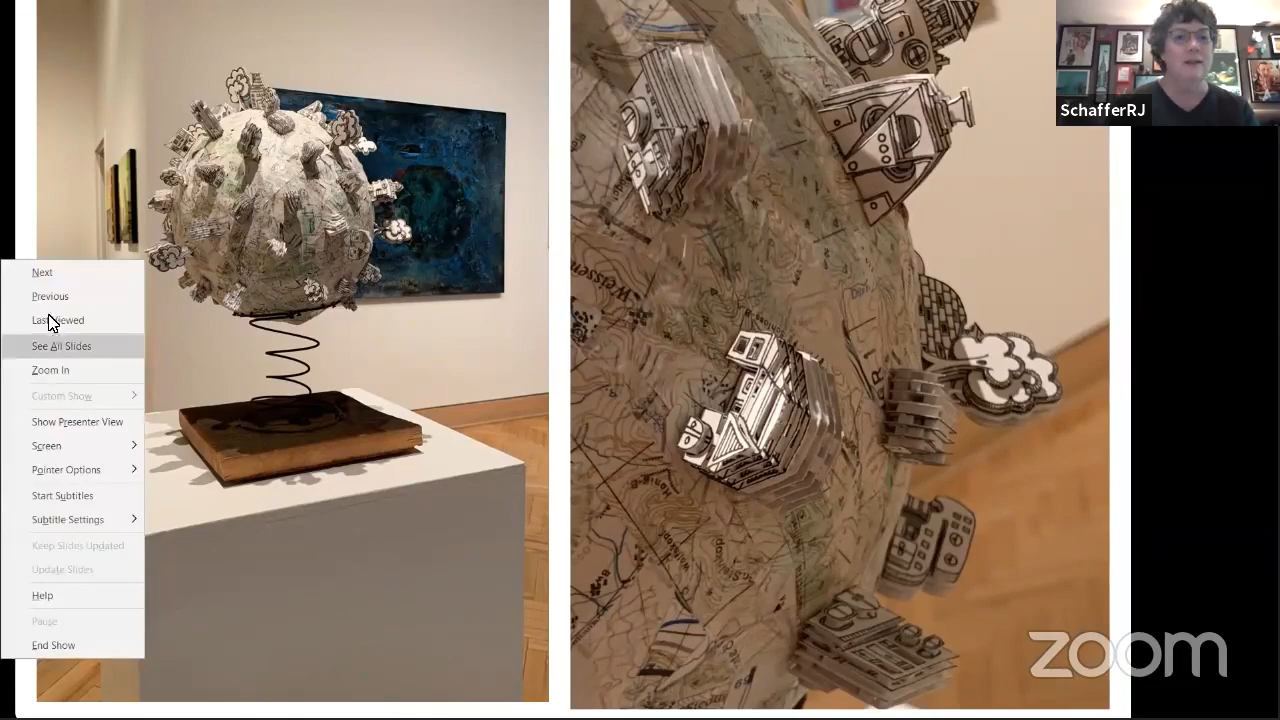 SchafferRJ
Next
Previous
Last Viewed
See All Slides
Zoom In
Custom Show
Show Presenter View
Screen
Pointer Options
Start Subtitles
Subtitle Settings
Keep Slides Updated
Update Slides
Help
Pause
End Show
Weissen
zoom